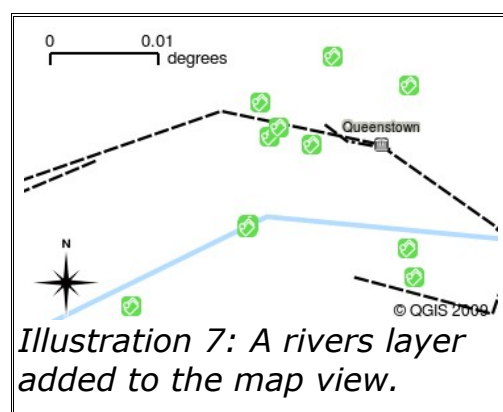 0 0.01
degrees
Queenstown
N
© QGIS 2009
Illustration 7: A rivers layer
added to the map view.